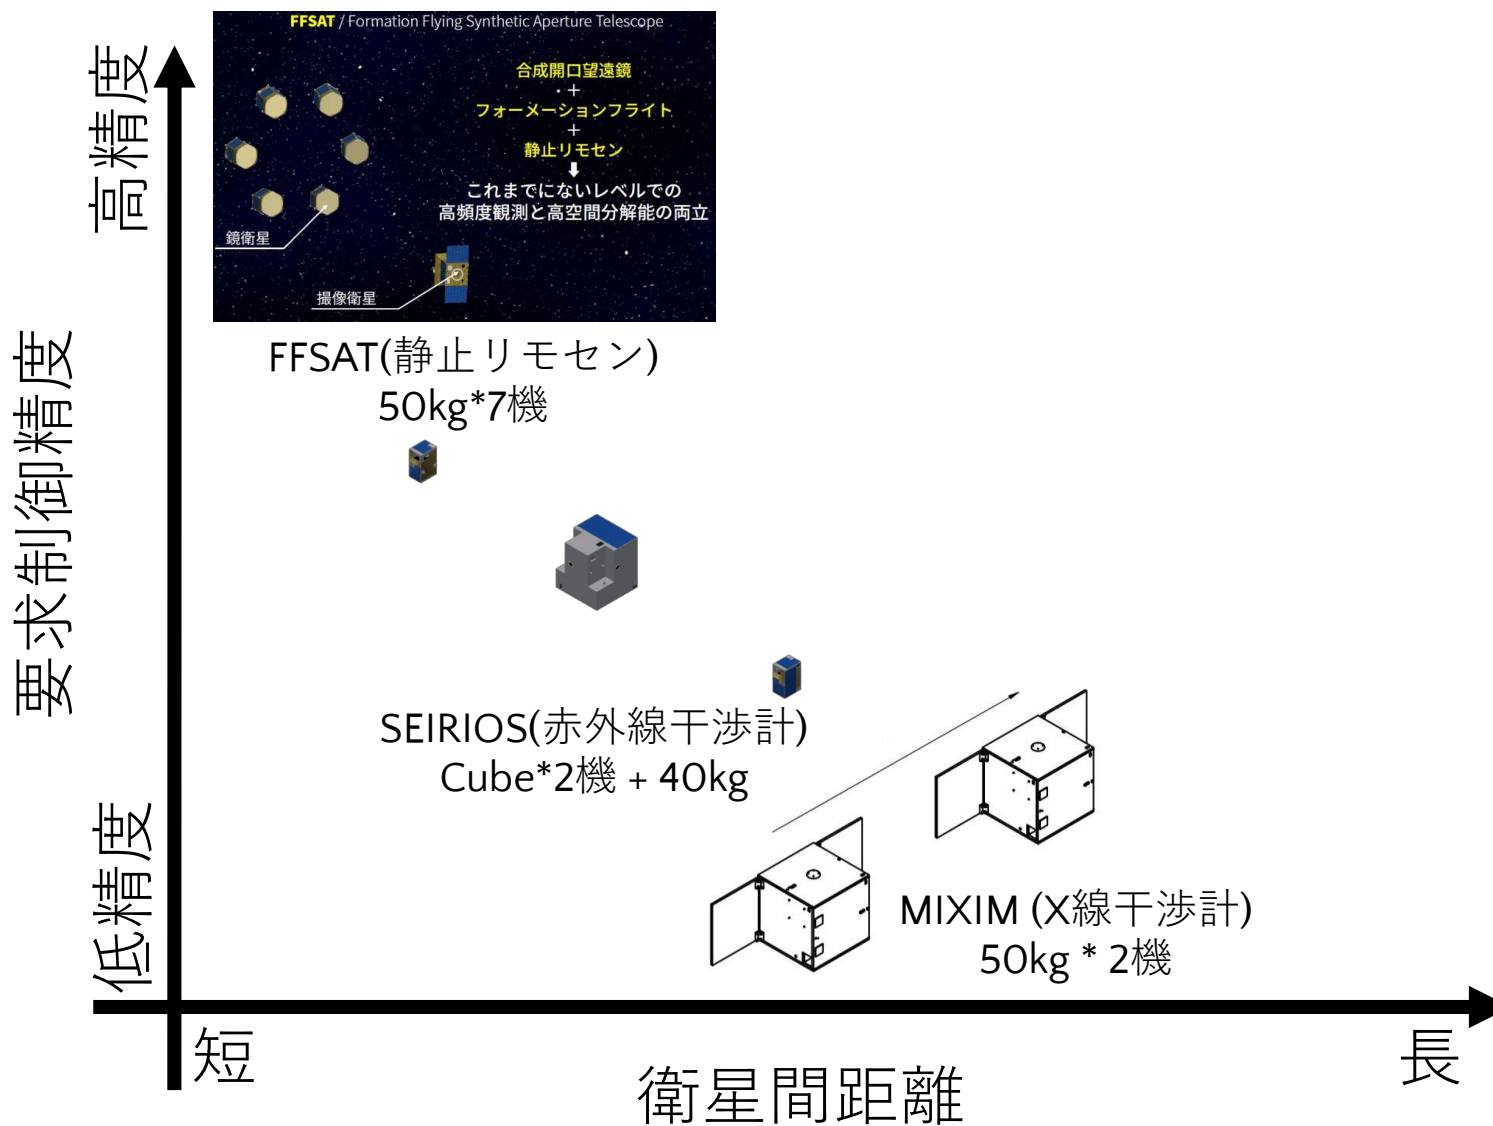 FFSAT / Formation Flying Synthetic Aperture Telescope
合成開口望遠鏡
+
フォーメーションフライト
+
静止リモセン
これまでにないレベルでの
高頻度観測と高空間分解能の両立
鏡衛星
撮像衛星
高精度
FFSAT(静止リモセン)
50kg*7機
要求制御精度
SEIRIOS(赤外線干渉計)
Cube*2機 + 40kg
低精度
MIXIM (X線干渉計)
50kg * 2機
短
長
衛星間距離